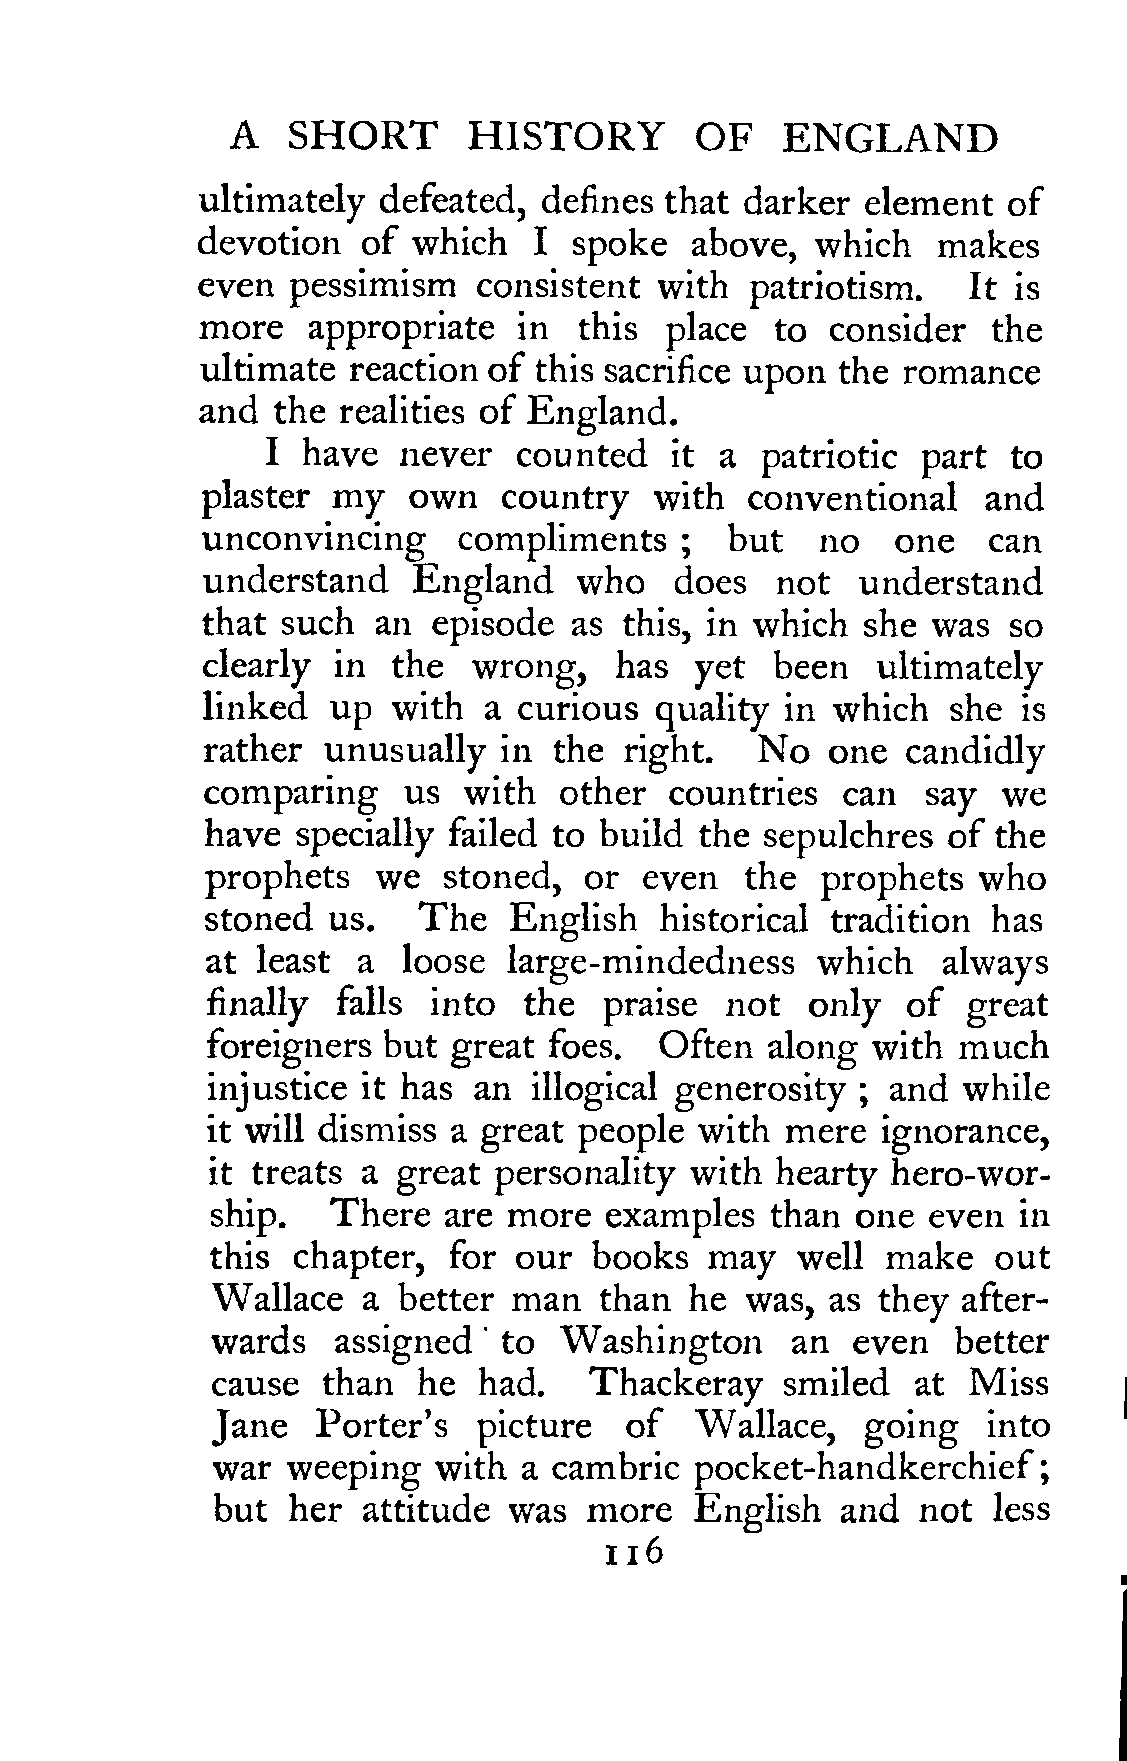 A SHORT HISTORY OF ENGLAND
ultimately defeated, defines that darker element of
devotion of which I spoke above, which makes
even pessimism consistent with patriotism. It is
more appropriate in this place to consider the
ultimate reaction of this sacrifice upon the romance
and the realities of England.
I have never counted it a patriotic part to
plaster my own country with conventional and
unconvincing compliments ; but no one can
understand England who does not understand
that such an episode as this, in which she was so
clearly in the wrong, has yet been ultimately
linked up with a curious quality in which she is
rather unusually in the right. No one candidly
comparing us with other countries can say we
have specially failed to build the sepulchres of the
prophets we stoned, or even the prophets who
stoned us. The English historical tradition has
at least a loose large-mindedness which always
finally falls into the praise not only of great
foreigners but great foes. Often along with much
injustice it has an illogical generosity ; and while
it will dismiss a great people with mere ignorance,
it treats a great personality with hearty hero-wor-
ship. There are more examples than one even in
this chapter, for our books may well make out
Wallace a better man than he was, as they after-
wards assigned to Washington an even better
cause than he had. Thackeray smiled at Miss
Jane Porter's picture of Wallace, going into
war weeping with a cambric pocket-handkerchief ;
but her attitude was more English and not less
116